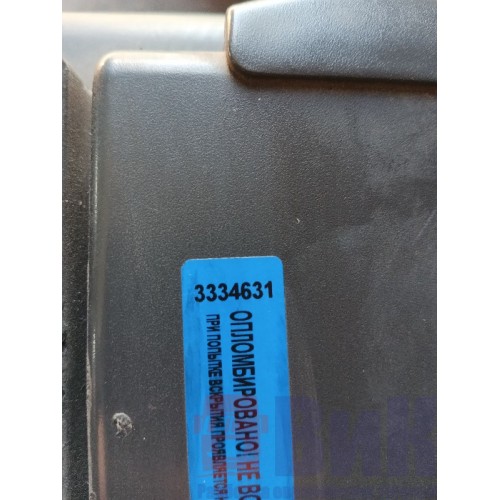 3334631
ОПЛОМБИРОВАНО! НЕ ВС
ПРИ ПОПЫТКЕ ВСКРЫТИЯ ПРОЯВЛЯЕТСЯ